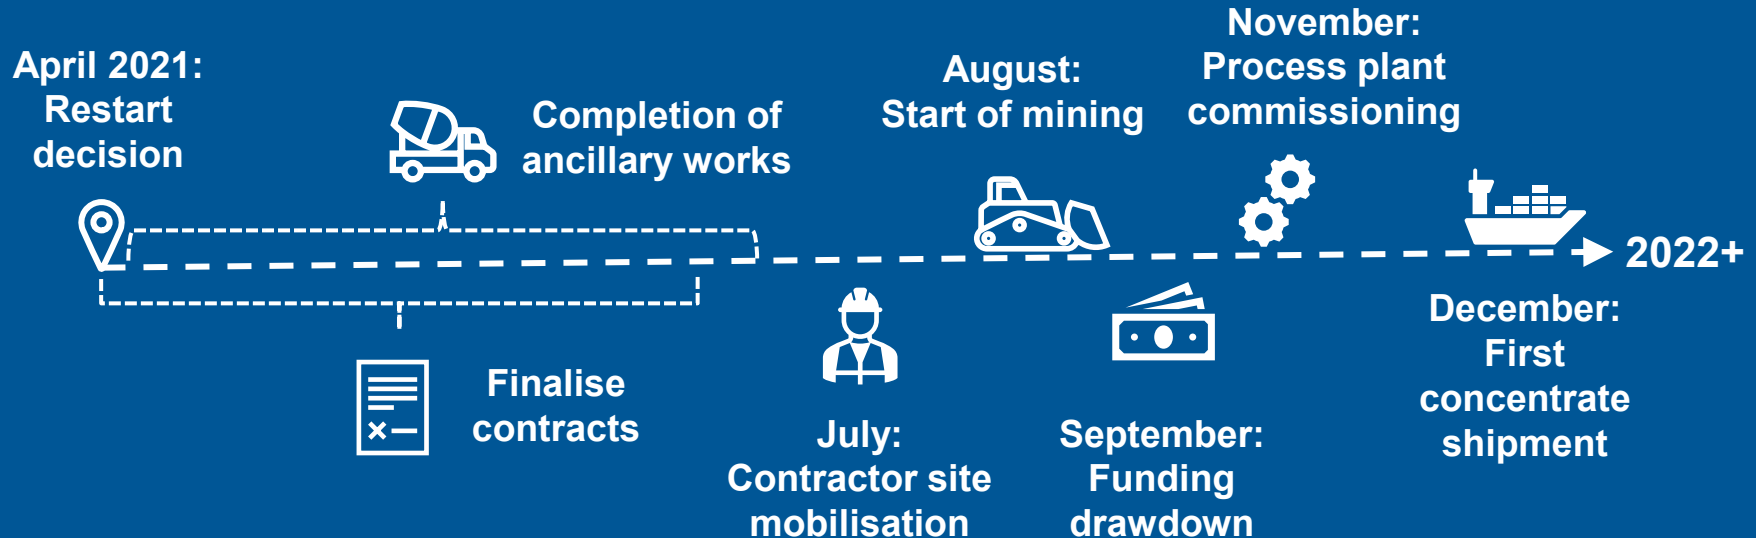 April 2021:
Restart
decision
Completion of
ancillary works
Finalise
contracts
July:
Contractor site
mobilisation
August:
Start of mining
September:
Funding
drawdown
November:
Process plant
commissioning
December:
First
concentrate
shipment
2022+